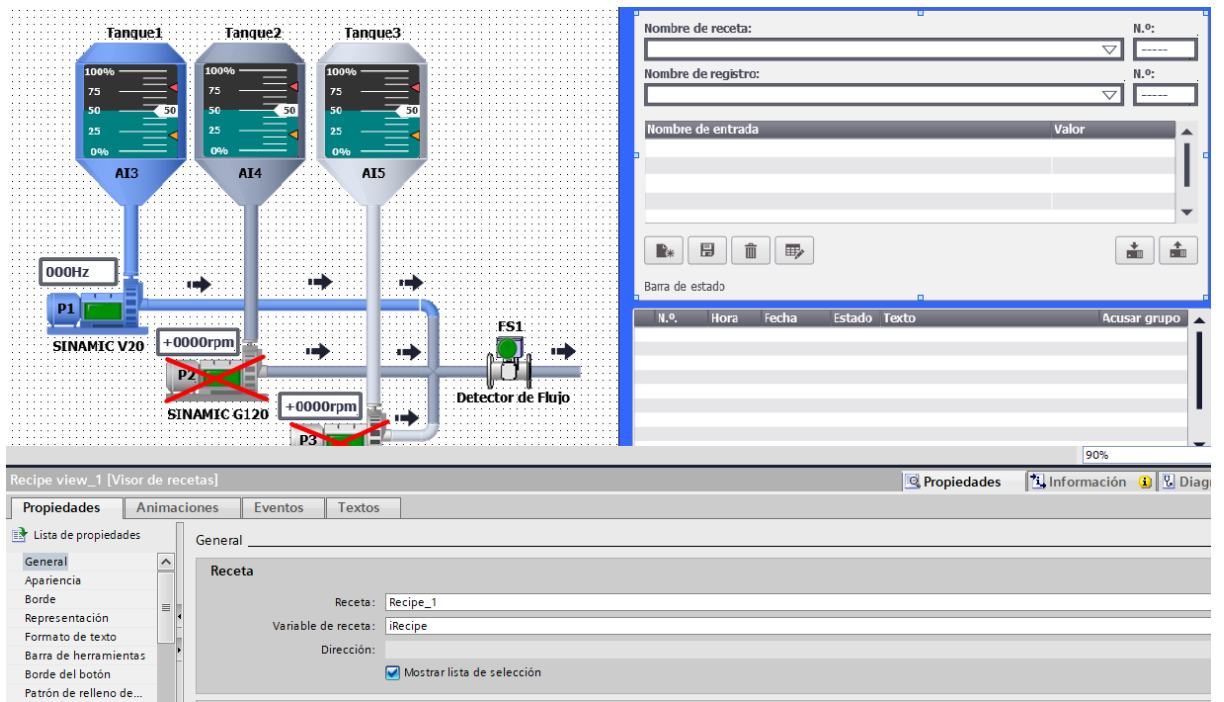 Tanque1 Tanque2 Tanque3
100% 100% 100%
75 75 75
50 50 50 50 50 50
25 25 25
0% 0% 0%
AI3 AI4 AI5
000Hz
P1
SINAMIC V20
+0000rpm
P2
SINAMIC G120
+0000rpm
P3
FS1
Detector de Flujo
Nombre de receta: N.º:
-----
Nombre de registro: N.º:
-----
Nombre de entrada Valor
Barra de estado
N.º. Hora Fecha Estado Texto Acusar grupo
90%
Recipe view_1 [Visor de recetas] Propiedades Información Diag
Propiedades Animaciones Eventos Textos
Lista de propiedades
General
Apariencia
Borde
Representación
Formato de texto
Barra de herramientas
Borde del botón
Patrón de relleno de...
General
Receta
Receta: Recipe_1
Variable de receta: iRecipe
Dirección:
Mostrar lista de selección